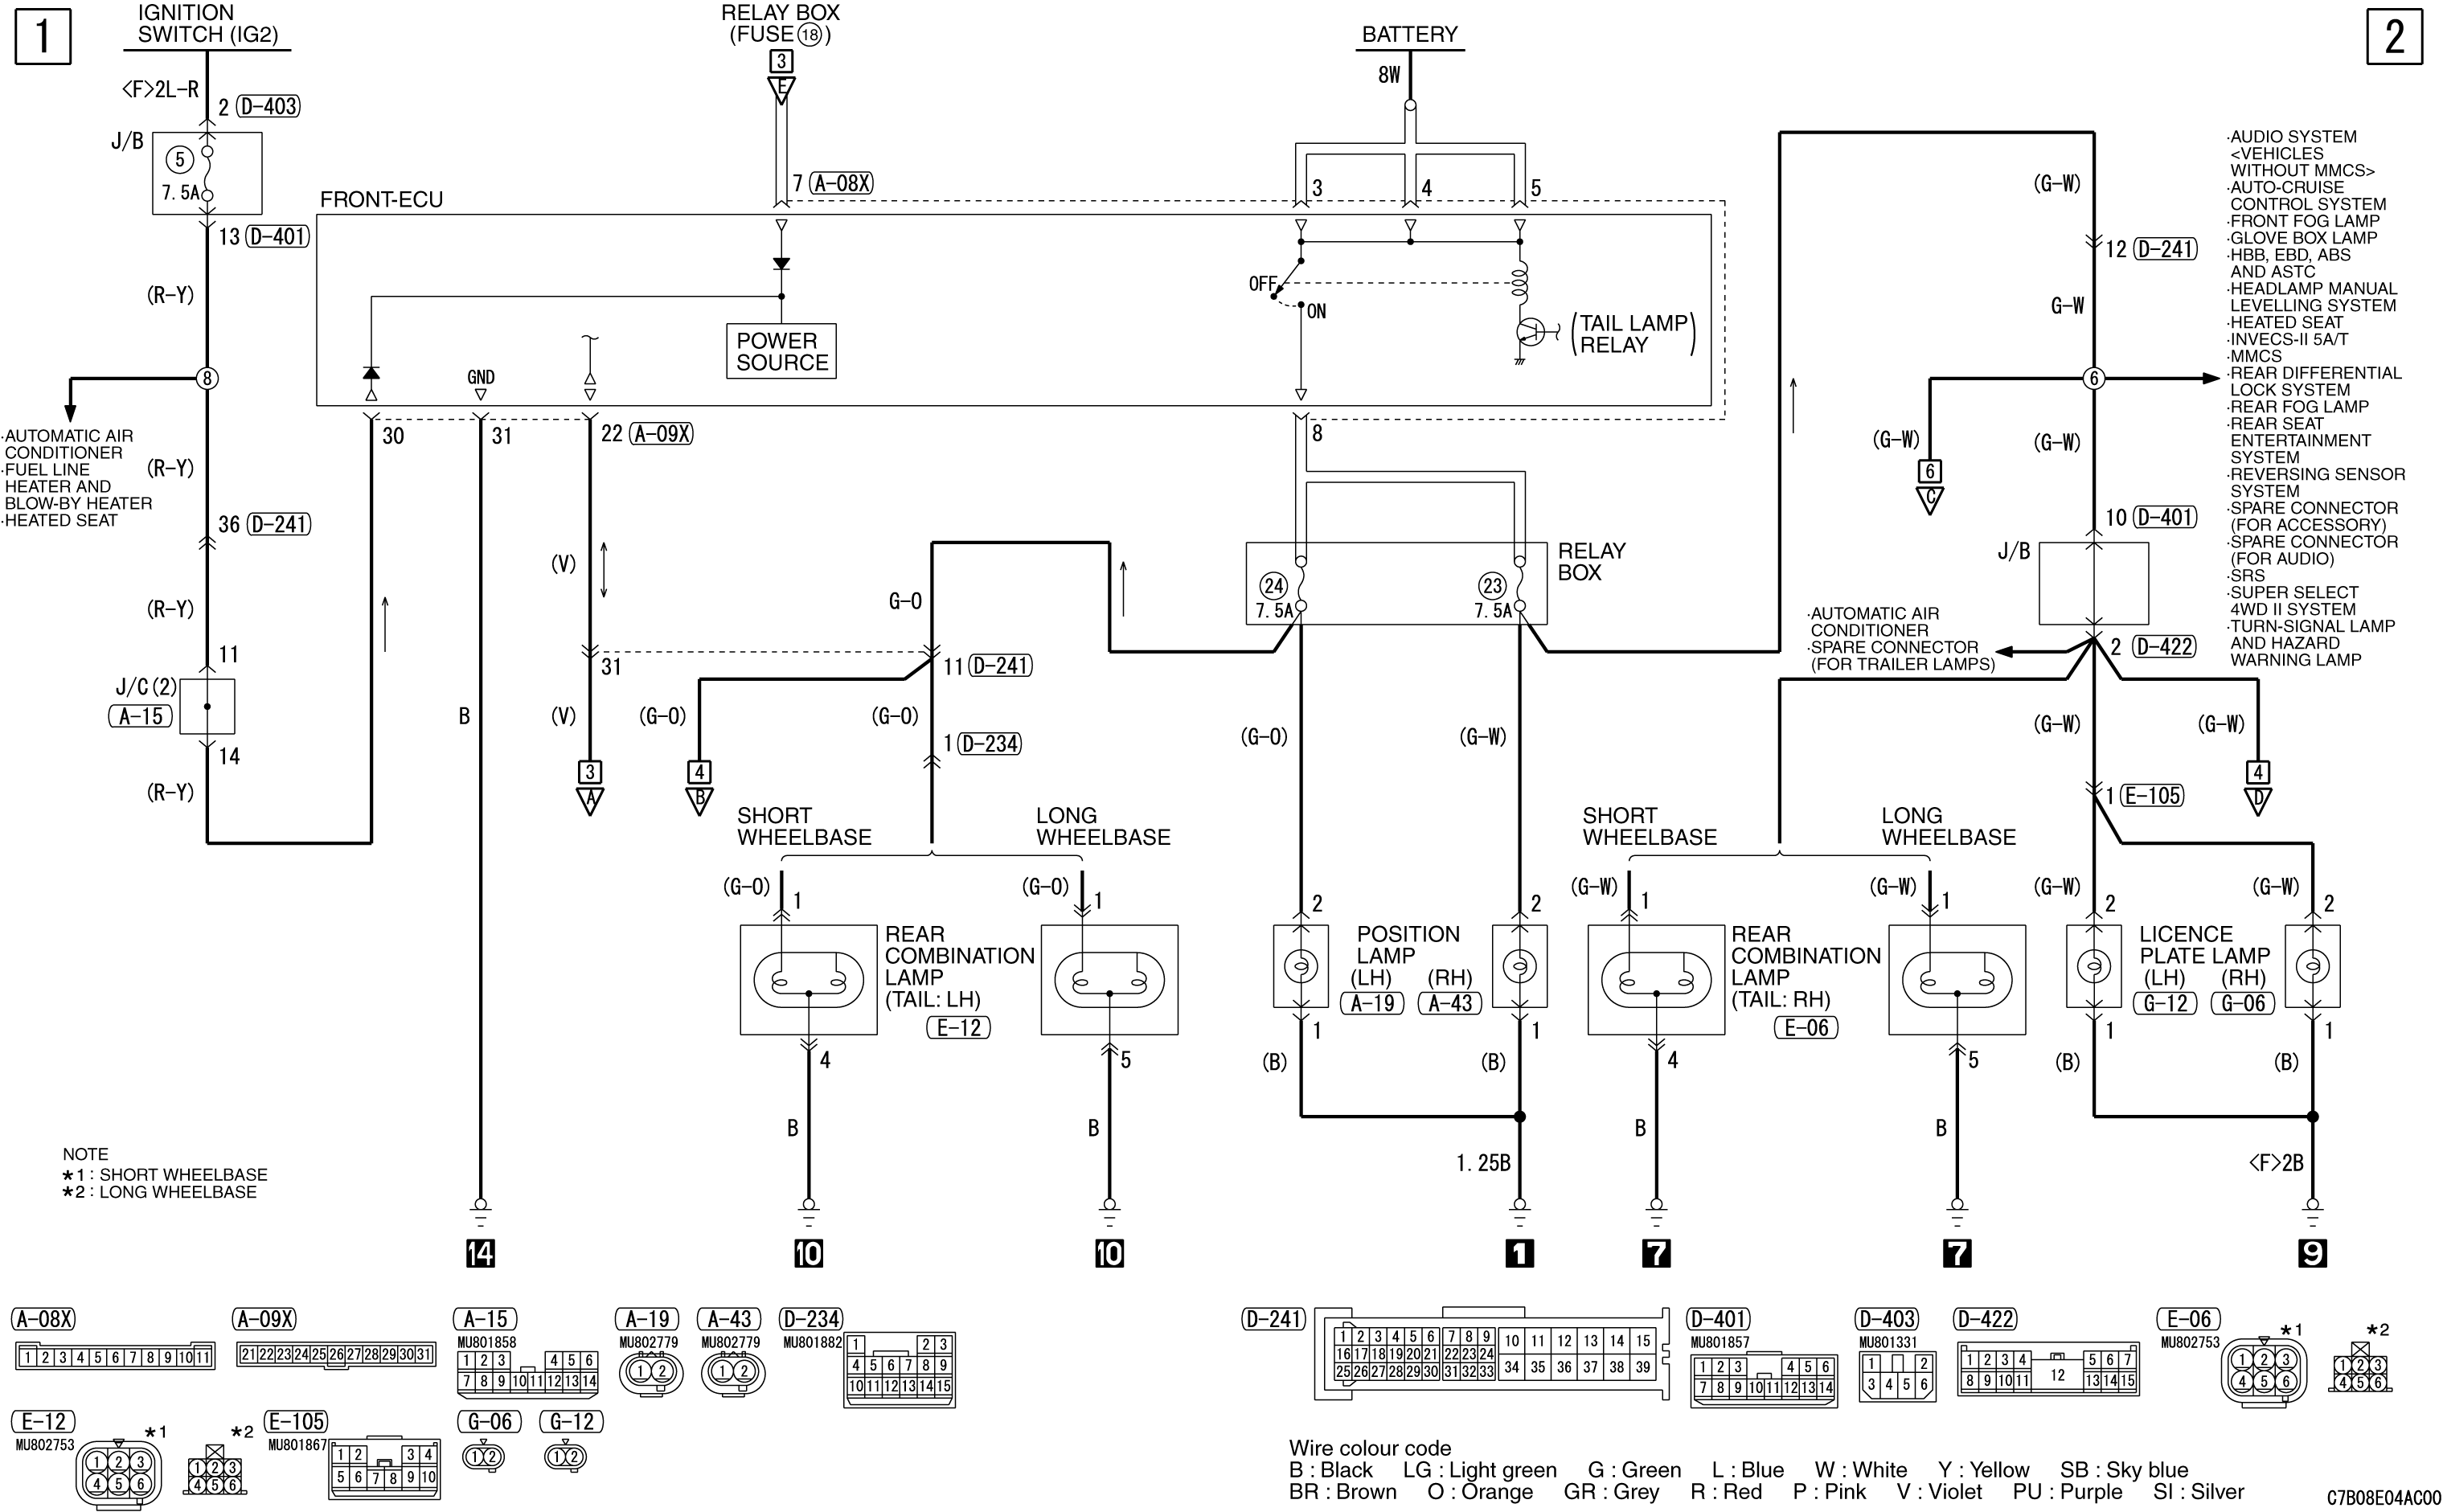 1
IGNITION
SWITCH (IG2)
RELAY BOX
(FUSE 18)
BATTERY
2
3
E
<F>2L-R
8W
2 (D-403)
J/B
5
7.5A
13 (D-401)
FRONT-ECU
7 (A-08X)
3
4
5
(R-Y)
OFF
ON
(TAIL LAMP)
RELAY
POWER
SOURCE
GND
8
·AUTOMATIC AIR
CONDITIONER
·FUEL LINE
HEATER AND
BLOW-BY HEATER
·HEATED SEAT
(R-Y)
30
31
22 (A-09X)
8
36 (D-241)
(R-Y)
11
J/C(2)
A-15
14
(R-Y)
B
(V)
31
(V)
3
A
G-O
11 (D-241)
(G-O)
4
B
(G-O)
1 (D-234)
RELAY
BOX
24
7.5A
23
7.5A
(G-O)
(G-W)
(G-W)
12 (D-241)
G-W
6
(G-W)
6
C
(G-W)
10 (D-401)
J/B
·AUDIO SYSTEM
<VEHICLES
WITHOUT MMCS>
·AUTO-CRUISE
CONTROL SYSTEM
·FRONT FOG LAMP
·GLOVE BOX LAMP
·HBB, EBD, ABS
AND ASTC
·HEADLAMP MANUAL
LEVELLING SYSTEM
·HEATED SEAT
·INVECS-II 5A/T
·MMCS
·REAR DIFFERENTIAL
LOCK SYSTEM
·REAR FOG LAMP
·REAR SEAT
ENTERTAINMENT
SYSTEM
·REVERSING SENSOR
SYSTEM
·SPARE CONNECTOR
(FOR ACCESSORY)
·SPARE CONNECTOR
(FOR AUDIO)
·SRS
·SUPER SELECT
4WD II SYSTEM
·TURN-SIGNAL LAMP
AND HAZARD
WARNING LAMP
·AUTOMATIC AIR
CONDITIONER
·SPARE CONNECTOR
(FOR TRAILER LAMPS)
2 (D-422)
(G-W)
(G-W)
4
D
1 (E-105)
SHORT
WHEELBASE
LONG
WHEELBASE
SHORT
WHEELBASE
LONG
WHEELBASE
(G-O)
1
(G-O)
1
2
2
(G-W)
1
(G-W)
1
(G-W)
2
(G-W)
2
REAR
COMBINATION
LAMP
(TAIL: LH)
E-12
POSITION
LAMP
(LH) (RH)
A-19 A-43
REAR
COMBINATION
LAMP
(TAIL: RH)
E-06
LICENCE
PLATE LAMP
(LH) (RH)
G-12 G-06
4
5
1
1
4
5
1
1
(B)
(B)
(B)
(B)
B
B
1.25B
B
B
<F>2B
NOTE
*1 : SHORT WHEELBASE
*2 : LONG WHEELBASE
14
10
10
1
7
7
9
A-08X
1 2 3 4 5 6 7 8 9 10 11
A-09X
21 22 23 24 25 26 27 28 29 30 31
A-15
MU801858
1 2 3 4 5 6
7 8 9 10 11 12 13 14
A-19
MU802779
1 2
A-43
MU802779
1 2
D-234
MU801882
1 2 3
4 5 6 7 8 9
10 11 12 13 14 15
D-241
1 2 3 4 5 6 7 8 9 10 11 12 13 14 15
16 17 18 19 20 21 22 23 24
25 26 27 28 29 30 31 32 33 34 35 36 37 38 39
D-401
MU801857
1 2 3 4 5 6
7 8 9 10 11 12 13 14
D-403
MU801331
1 2
3 4 5 6
D-422
1 2 3 4 5 6 7
8 9 10 11 12 13 14 15
E-06
MU802753
*1
1 2 3
4 5 6
*2
1 2 3
4 5 6
E-12
MU802753
*1
1 2 3
4 5 6
*2
1 2 3
4 5 6
E-105
MU801867
1 2 3 4
5 6 7 8 9 10
G-06
1 2
G-12
1 2
Wire colour code
B : Black LG : Light green G : Green L : Blue W : White Y : Yellow SB : Sky blue
BR : Brown O : Orange GR : Grey R : Red P : Pink V : Violet PU : Purple SI : Silver
C7B08E04AC00